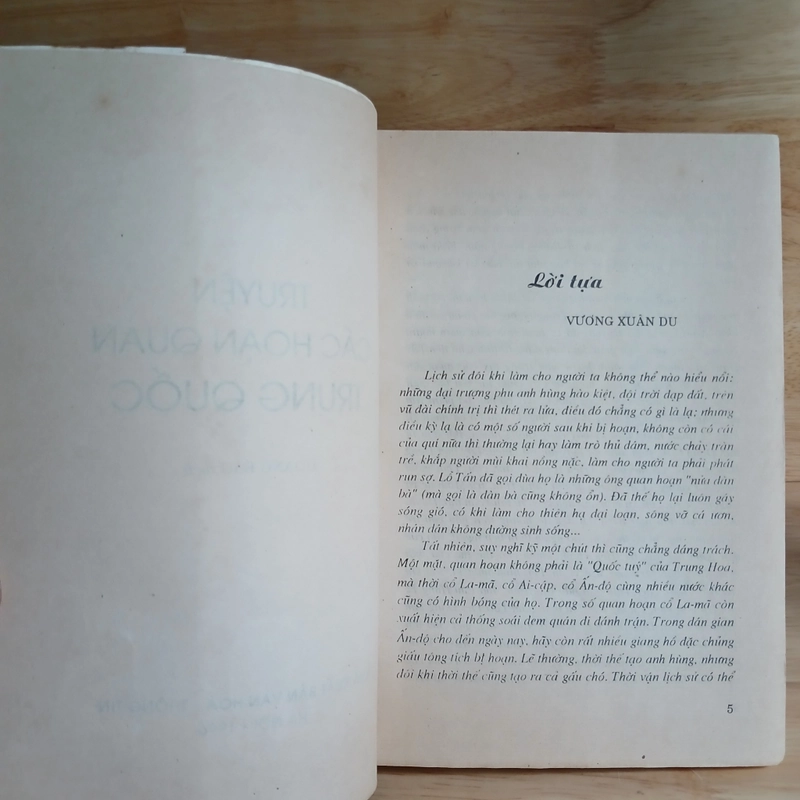 TRUYỆN
CÁC HOẠN QUAN
TRUNG QUỐC
Lời tựa
VƯƠNG XUÂN DU
Lịch sử đôi khi làm cho người ta không thể nào hiểu nổi:
những đại trượng phu anh hùng hào kiệt, đội trời đạp đất, trên
vũ đài chính trị thì thét ra lửa, điều đó chẳng có gì là lạ; nhưng
điều kỳ lạ là có một số người sau khi bị hoạn, không còn có cái
của quí nữa thì thường lại hay làm trò thủ dâm, nước chảy tràn
trề, khắp người mùi khai nồng nặc, làm cho người ta phải phát
run sợ. Lỗ Tấn đã gọi đùa họ là những ông quan hoạn "nửa đàn
bà" (mà gọi là đàn bà cũng không ổn). Đã thế họ lại luôn gây
sóng gió, có khi làm cho thiên hạ đại loạn, sông vỡ cá ươn,
nhân dân không đường sinh sống...
Tất nhiên, suy nghĩ kỹ một chút thì cũng chẳng đáng trách.
Một mặt, quan hoạn không phải là "Quốc tuý" của Trung Hoa,
mà thời cổ La-mã, cổ Ai-cập, cổ Ấn-độ cùng nhiều nước khác
cũng có hình bóng của họ. Trong số quan hoạn cổ La-mã còn
xuất hiện cả thống soái đem quân đi đánh trận. Trong dân gian
Ấn-độ cho đến ngày nay, hãy còn rất nhiều giang hồ đặc chủng
giấu tông tích bị hoạn. Lẽ thường, thời thế tạo anh hùng, nhưng
đôi khi thời thế cũng tạo ra cả gấu chó. Thời vận lịch sử có thể
5